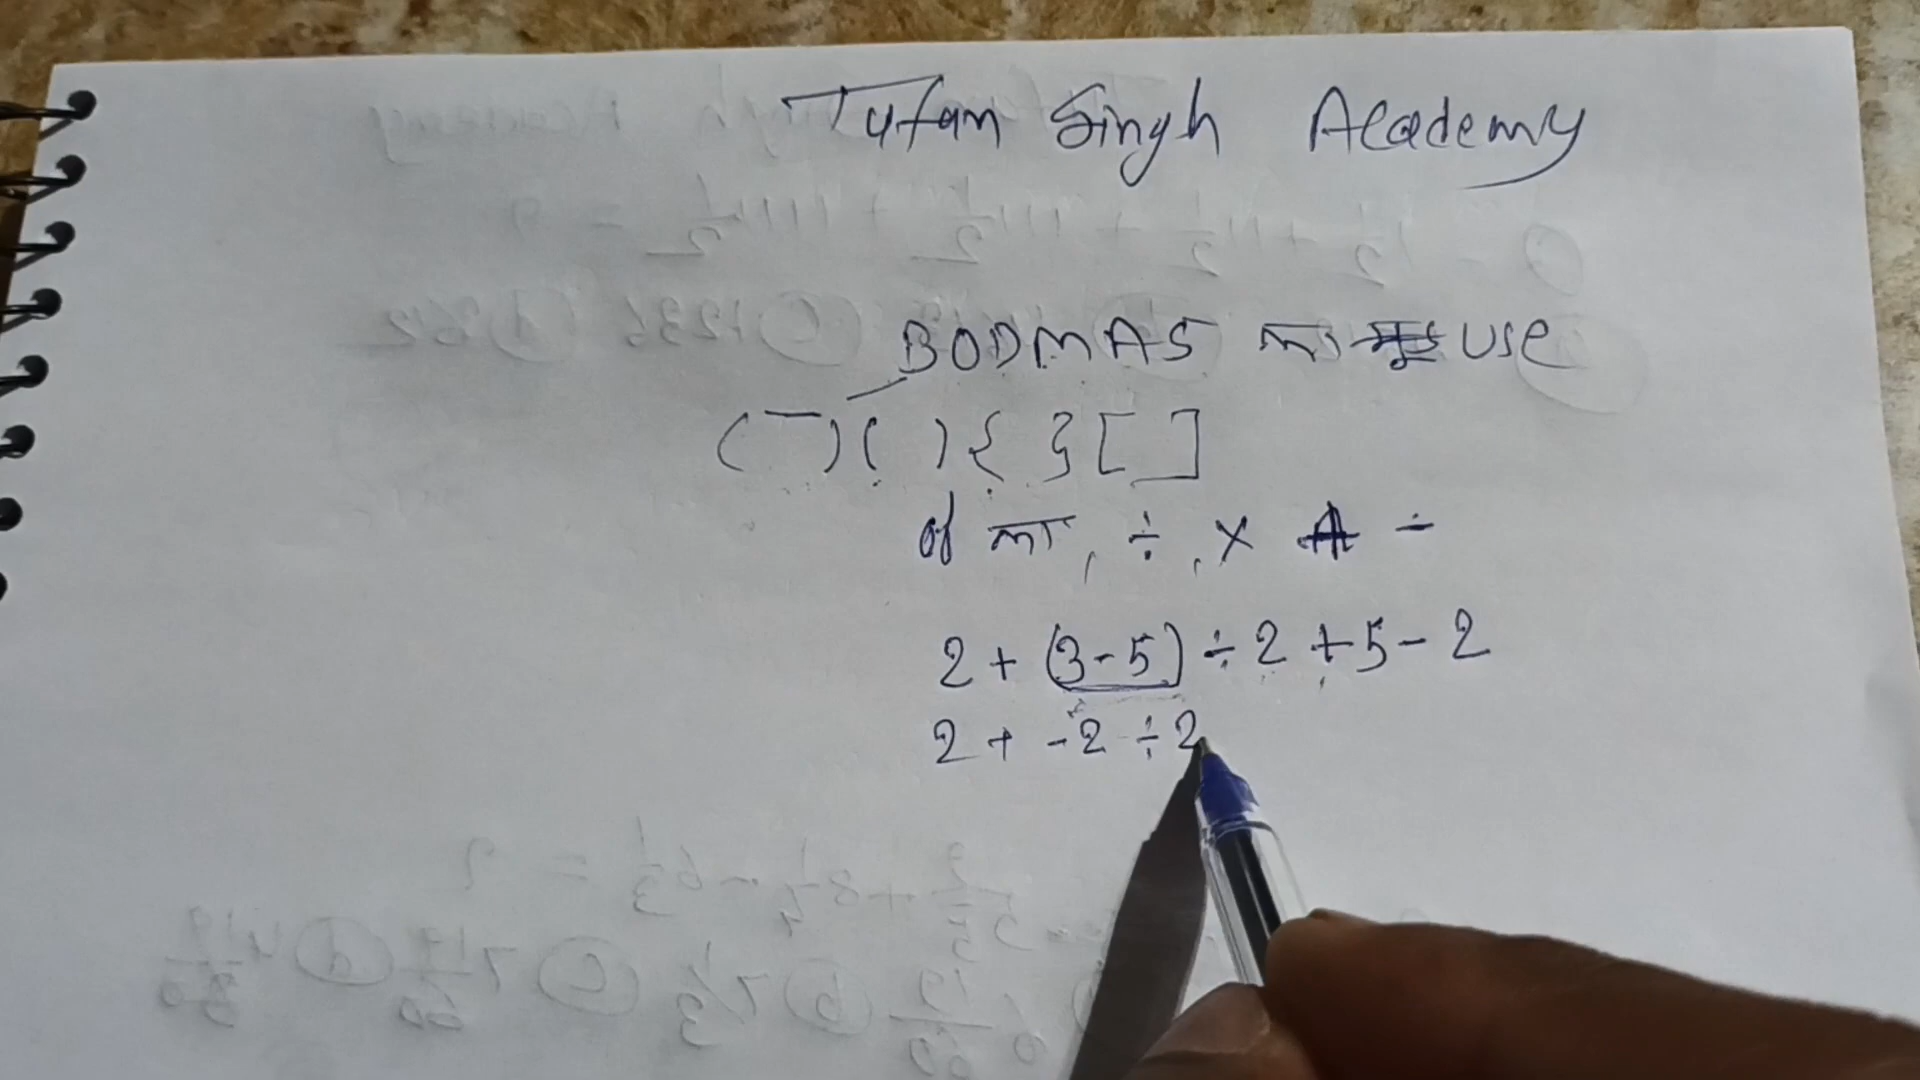 Tufan Singh Academy
BODMAS का use
( ‾ ) ( ) { } [ ]
of का, ÷, × A -
2 + (3-5) ÷ 2 + 5 - 2
2 + -2 ÷ 2